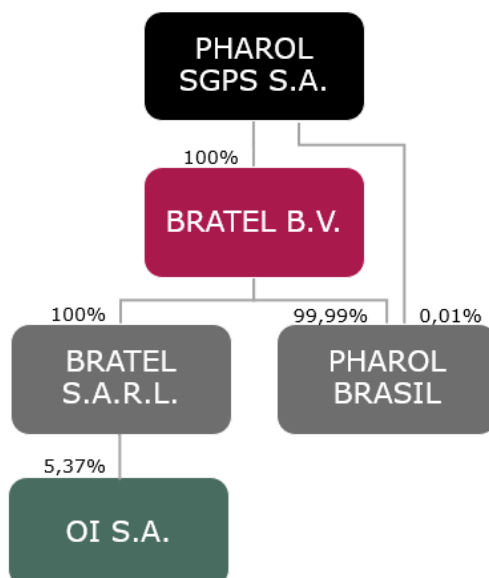 PHAROL
SGPS S.A.
100%
BRATEL B.V.
100%
99,99%
0,01%
BRATEL
S.A.R.L.
PHAROL
BRASIL
5,37%
OI S.A.